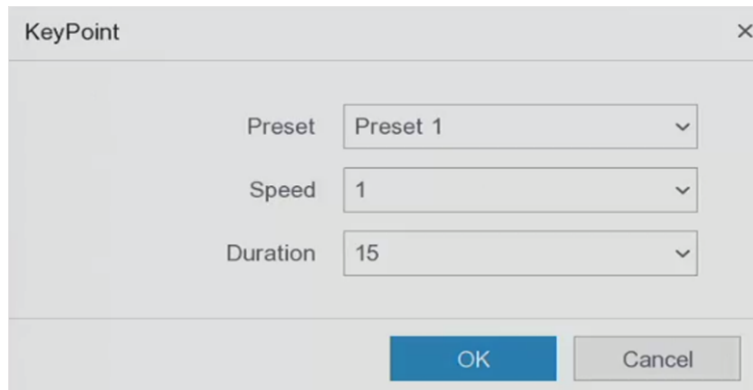 KeyPoint
Preset Preset 1
Speed 1
Duration 15
OK Cancel